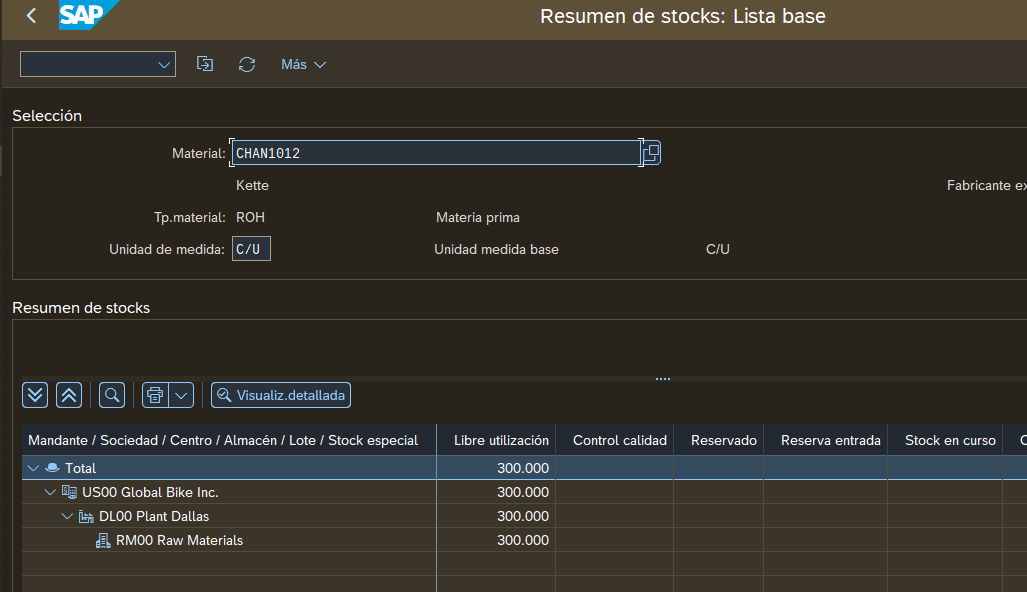 SAP
Resumen de stocks: Lista base
Más
Selección
Material: CHAN1012
Kette
Fabricante
Tp.material: ROH Materia prima
Unidad de medida: C/U Unidad medida base C/U
Resumen de stocks
Visualiz.detallada
Mandante / Sociedad / Centro / Almacén / Lote / Stock especial Libre utilización Control calidad Reservado Reserva entrada Stock en curso
Total 300.000
US00 Global Bike Inc. 300.000
DL00 Plant Dallas 300.000
RM00 Raw Materials 300.000